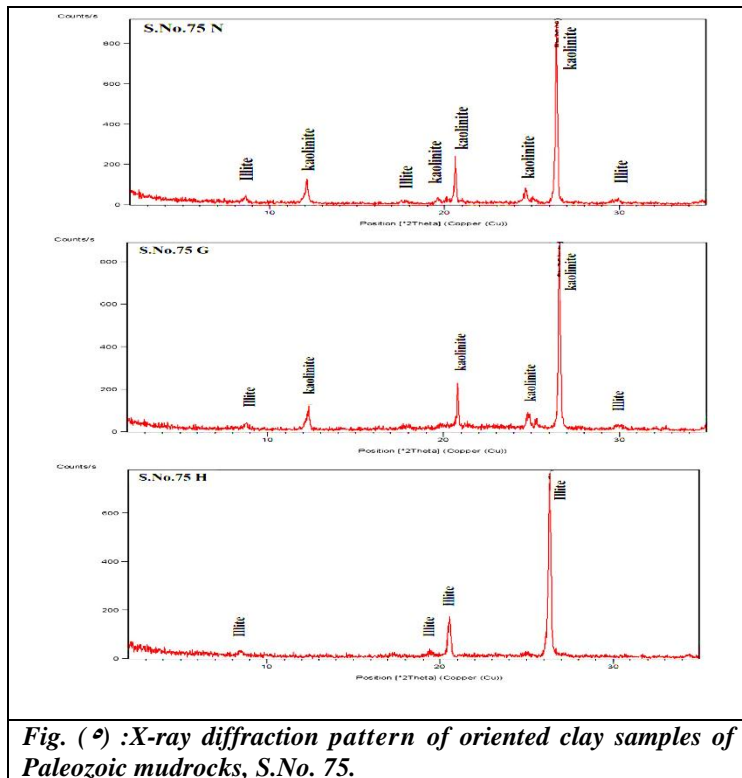 Counts/s
S.No.75 N
800
600
400
200
0
Illite
kaolinite
Illite
kaolinite
kaolinite
kaolinite
kaolinite
Illite
10
20
30
Position [°2Theta] (Copper (Cu))
Counts/s
S.No.75 G
800
600
400
200
0
Illite
kaolinite
kaolinite
kaolinite
kaolinite
Illite
10
20
30
Position [°2Theta] (Copper (Cu))
Counts/s
S.No.75 H
600
400
200
0
Illite
Illite
Illite
Illite
10
20
30
Position [°2Theta] (Copper (Cu))
Fig. (٥) :X-ray diffraction pattern of oriented clay samples of
Paleozoic mudrocks, S.No. 75.